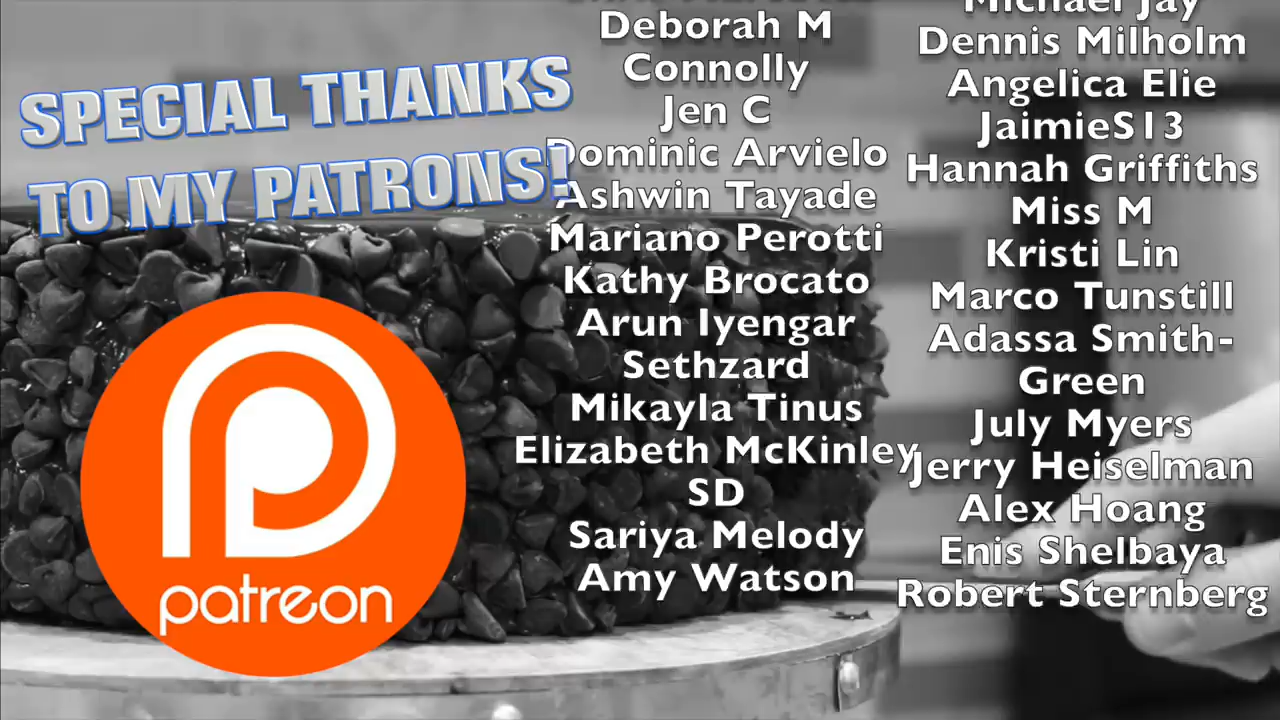 SPECIAL THANKS
TO MY PATRONS!
patreon
Deborah M
Connolly
Jen C
Dominic Arvielo
Ashwin Tayade
Mariano Perotti
Kathy Brocato
Arun Iyengar
Sethzard
Mikayla Tinus
Elizabeth McKinley
SD
Sariya Melody
Amy Watson
Michael Jay
Dennis Milholm
Angelica Elie
JaimieS13
Hannah Griffiths
Miss M
Kristi Lin
Marco Tunstill
Adassa Smith-
Green
July Myers
Jerry Heiselman
Alex Hoang
Enis Shelbaya
Robert Sternberg